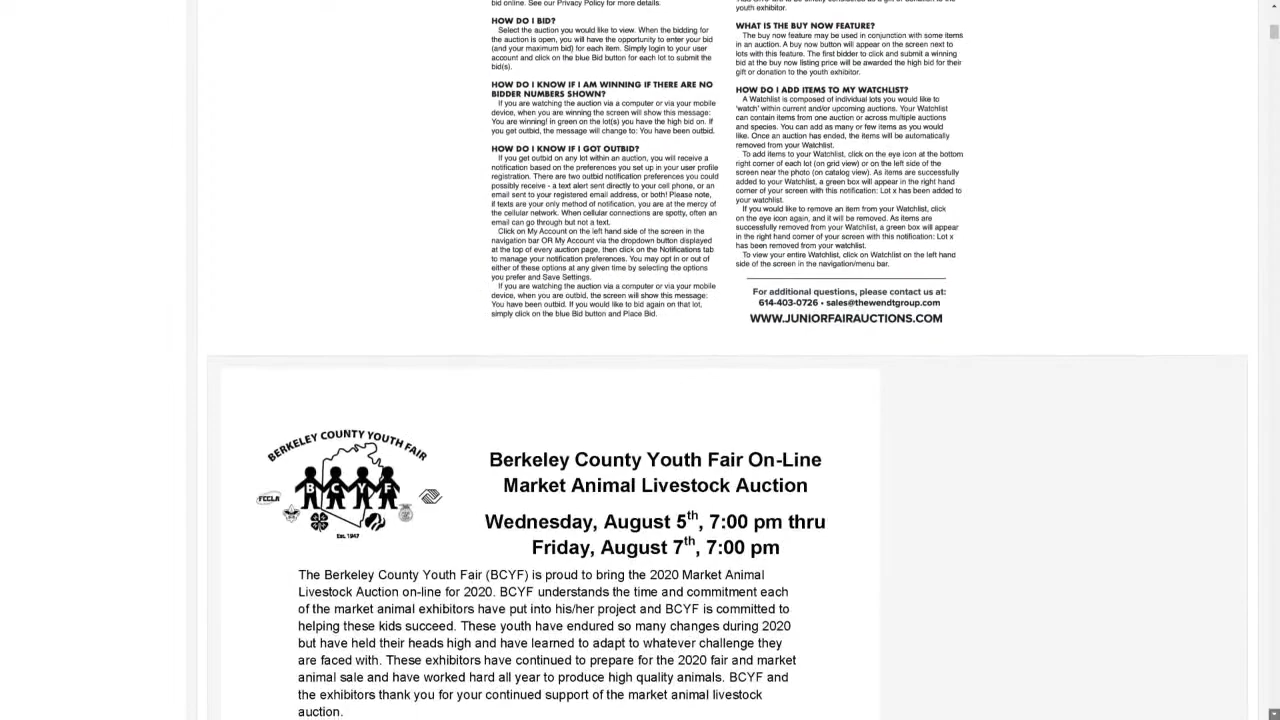 bid online. See our Privacy Policy for more details.
HOW DO I BID?
Select the auction you would like to view. When the bidding for
the auction is open, you will have the opportunity to enter your bid
(and your maximum bid) for each item. Simply login to your user
account and click on the blue Bid button for each lot to submit the
bid(s).
HOW DO I KNOW IF I AM WINNING IF THERE ARE NO
BIDDER NUMBERS SHOWN?
If you are watching the auction via a computer or via your mobile
device, when you are winning the screen will show this message:
You are winning! in green on the lot(s) you have the high bid on. If
you get outbid, the message will change to: You have been outbid.
HOW DO I KNOW IF I GOT OUTBID?
If you get outbid on any lot within an auction, you will receive a
notification based on the preferences you set up in your user profile
registration. There are two outbid notification preferences you could
possibly receive - a text alert sent directly to your cell phone, or an
email sent to your registered email address, or both! Please note,
if texts are your only method of notification, you are at the mercy of
the cellular network. When cellular connections are spotty, often an
email can go through but not a text.
Click on My Account on the left hand side of the screen in the
navigation bar OR My Account via the dropdown button displayed
at the top of every auction page, then click on the Notifications tab
to manage your notification preferences. You may opt in or out of
either of these options at any given time by selecting the options
you prefer and Save Settings.
If you are watching the auction via a computer or via your mobile
device, when you are outbid, the screen will show this message:
You have been outbid. If you would like to bid again on that lot,
simply click on the blue Bid button and Place Bid.
youth exhibitor.
WHAT IS THE BUY NOW FEATURE?
The buy now feature may be used in conjunction with some items
in an auction. A buy now button will appear on the screen next to
lots with this feature. The first bidder to click and submit a winning
bid at the buy now listing price will be awarded the high bid for their
gift or donation to the youth exhibitor.
HOW DO I ADD ITEMS TO MY WATCHLIST?
A Watchlist is composed of individual lots you would like to
'watch' within current and/or upcoming auctions. Your Watchlist
can contain items from one auction or across multiple auctions
and species. You can add as many or few items as you would
like. Once an auction has ended, the items will be automatically
removed from your Watchlist.
To add items to your Watchlist, click on the eye icon at the bottom
right corner of each lot (on grid view) or on the left side of the
screen near the photo (on catalog view). As items are successfully
added to your Watchlist, a green box will appear in the right hand
corner of your screen with this notification: Lot x has been added to
your watchlist.
If you would like to remove an item from your Watchlist, click
on the eye icon again, and it will be removed. As items are
successfully removed from your Watchlist, a green box will appear
in the right hand corner of your screen with this notification: Lot x
has been removed from your watchlist.
To view your entire Watchlist, click on Watchlist on the left hand
side of the screen in the navigation/menu bar.
For additional questions, please contact us at:
614-403-0726 • sales@thewendtgroup.com
WWW.JUNIORFAIRAUCTIONS.COM
BERKELEY COUNTY YOUTH FAIR
B C Y F
FCCLA
Est. 1947
Berkeley County Youth Fair On-Line
Market Animal Livestock Auction
Wednesday, August 5th, 7:00 pm thru
Friday, August 7th, 7:00 pm
The Berkeley County Youth Fair (BCYF) is proud to bring the 2020 Market Animal
Livestock Auction on-line for 2020. BCYF understands the time and commitment each
of the market animal exhibitors have put into his/her project and BCYF is committed to
helping these kids succeed. These youth have endured so many changes during 2020
but have held their heads high and have learned to adapt to whatever challenge they
are faced with. These exhibitors have continued to prepare for the 2020 fair and market
animal sale and have worked hard all year to produce high quality animals. BCYF and
the exhibitors thank you for your continued support of the market animal livestock
auction.